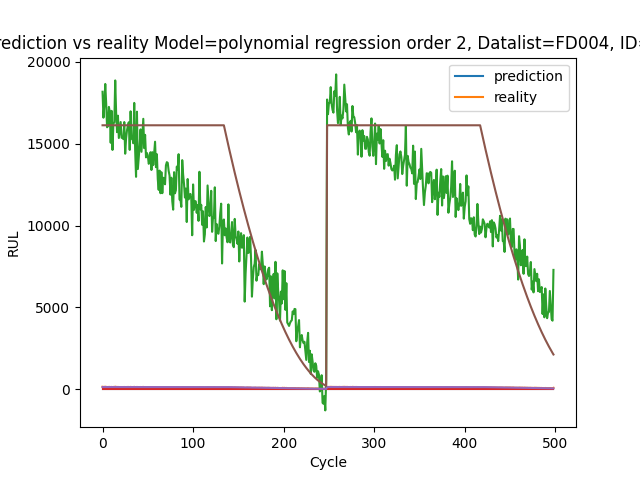 rediction vs reality Model=polynomial regression order 2, Datalist=FD004, ID=
20000
15000
10000
5000
0
RUL
0 100 200 300 400 500
Cycle
prediction
reality